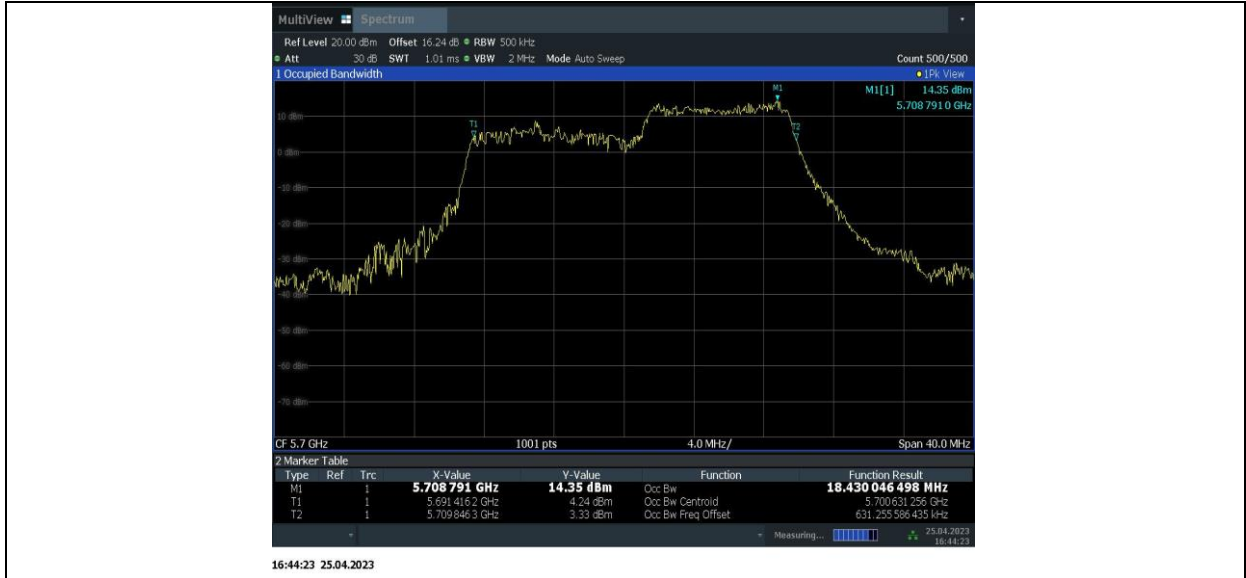 MultiView Spectrum
Ref Level 20.00 dBm Offset 16.24 dB RBW 500 kHz
Att 30 dB SWT 1.01 ms VBW 2 MHz Mode Auto Sweep Count 500/500
1 Occupied Bandwidth 1Pk View
M1 M1[1] 14.35 dBm
5.708 791 0 GHz
10 dBm
T1
T2
0 dBm
-10 dBm
-20 dBm
-30 dBm
-40 dBm
-50 dBm
-60 dBm
-70 dBm
CF 5.7 GHz 1001 pts 4.0 MHz/ Span 40.0 MHz
2 Marker Table
Type Ref Trc X-Value Y-Value Function Function Result
M1 1 5.708 791 GHz 14.35 dBm Occ Bw 18.430 046 498 MHz
T1 1 5.691 416 2 GHz 4.24 dBm Occ Bw Centroid 5.700 631 256 GHz
T2 1 5.709 846 3 GHz 3.33 dBm Occ Bw Freq Offset 631.255 586 435 kHz
Measuring... 25.04.2023
16:44:23
16:44:23 25.04.2023